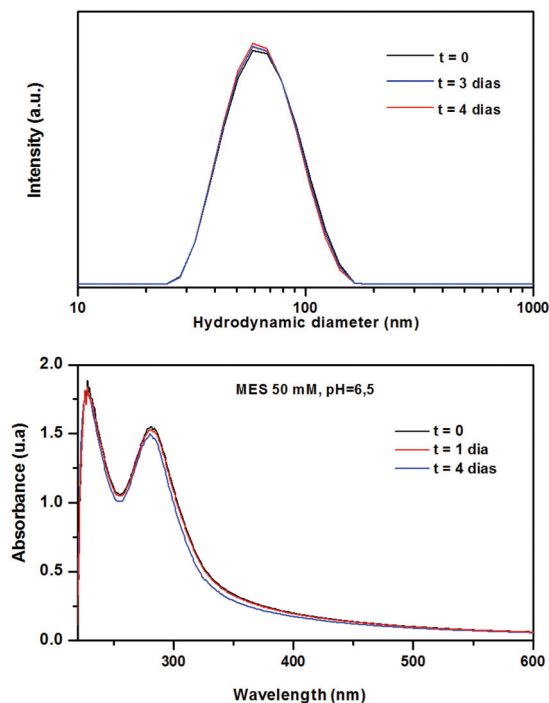 Intensity (a.u.)
t = 0
t = 3 dias
t = 4 dias
10
100
1000
Hydrodynamic diameter (nm)
Absorbance (u.a)
2.0
1.5
1.0
0.5
0.0
MES 50 mM, pH=6,5
t = 0
t = 1 dia
t = 4 dias
300
400
500
600
Wavelength (nm)